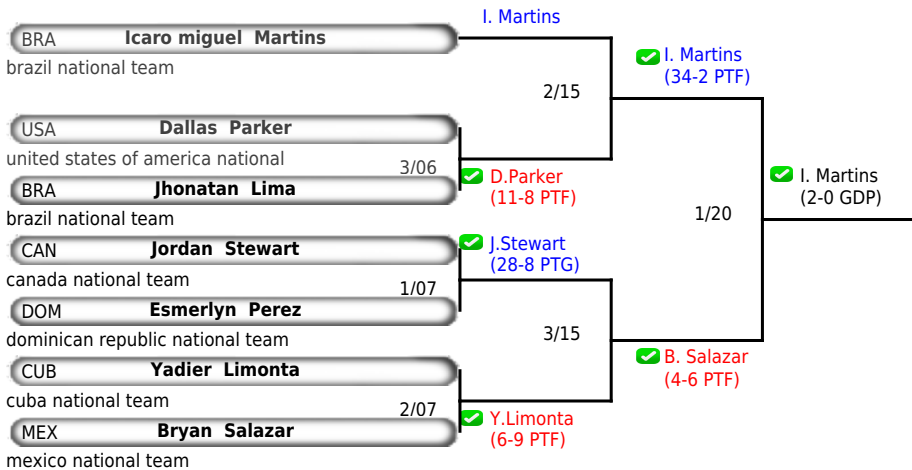 I. Martins
BRA Icaro miguel Martins
brazil national team
I. Martins
(34-2 PTF)
2/15
USA Dallas Parker
united states of america national
3/06
D.Parker
(11-8 PTF)
BRA Jhonatan Lima
brazil national team
I. Martins
(2-0 GDP)
1/20
CAN Jordan Stewart
canada national team
J.Stewart
(28-8 PTG)
1/07
DOM Esmerlyn Perez
dominican republic national team
3/15
B. Salazar
(4-6 PTF)
CUB Yadier Limonta
cuba national team
2/07
Y.Limonta
(6-9 PTF)
MEX Bryan Salazar
mexico national team